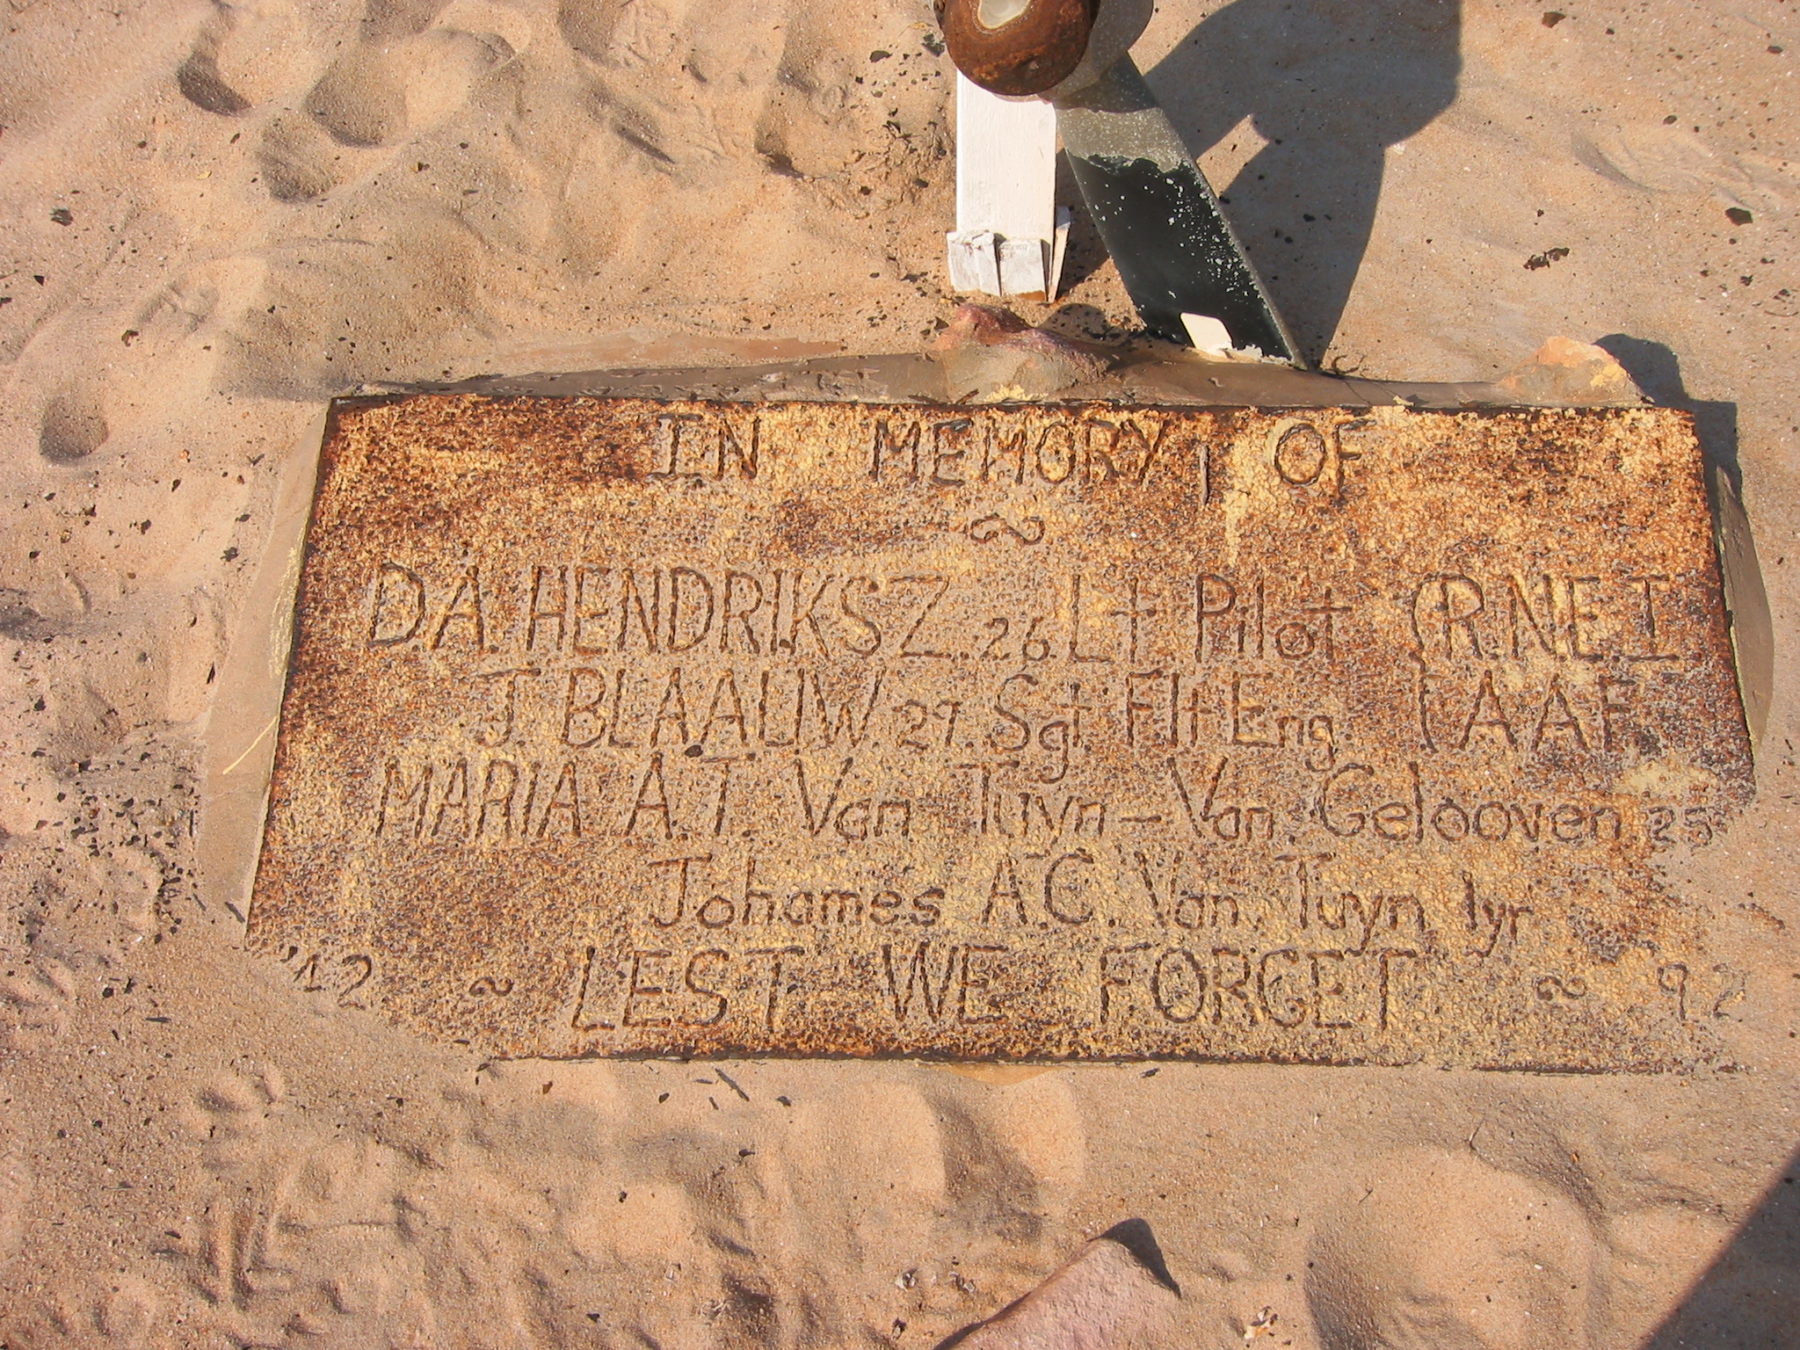 IN MEMORY OF
~
D.A. HENDRIKSZ. 26. Lt. Pilot (R.N.E.I
J. BLAAUW. 27. Sgt. Flt Eng. (AAF
MARIA A.T. Van Tuyn - Van Gelooven 25
Johames A.C. Van Tuyn 1yr
'42 ~ LEST WE FORGET ~ 92